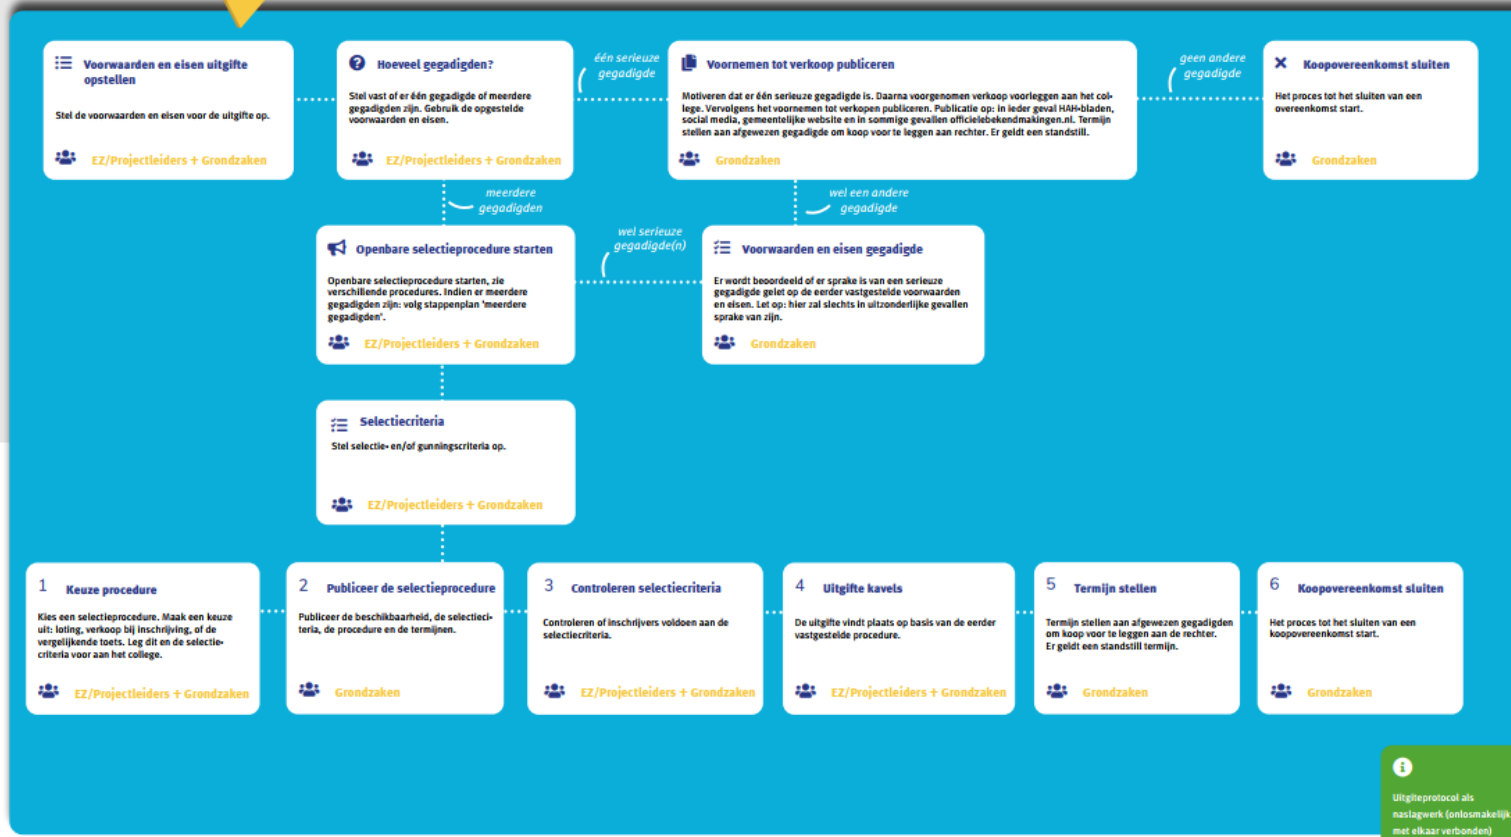 Voorwaarden en eisen uitgifte
opstellen
Stel de voorwaarden en eisen voor de uitgifte op.
EZ/Projectleiders + Grondzaken
Hoeveel gegadigden?
Stel vast of er één gegadigde of meerdere
gegadigden zijn. Gebruik de opgestelde
voorwaarden en eisen.
EZ/Projectleiders + Grondzaken
één serieuze
gegadigde
Voornemen tot verkoop publiceren
Motiveren dat er één serieuze gegadigde is. Daarna voorgenomen verkoop voorleggen aan het col-
lege. Vervolgens het voornemen tot verkopen publiceren. Publicatie op: in ieder geval HAH-bladen,
social media, gemeentelijke website en in sommige gevallen officielebekendmakingen.nl. Termijn
stellen aan afgewezen gegadigde om koop voor te leggen aan rechter. Er geldt een standstill.
Grondzaken
geen andere
gegadigde
Koopovereenkomst sluiten
Het proces tot het sluiten van een
overeenkomst start.
Grondzaken
meerdere
gegadigden
wel een andere
gegadigde
Openbare selectieprocedure starten
Openbare selectieprocedure starten, zie
verschillende procedures. Indien er meerdere
gegadigden zijn: volg stappenplan 'meerdere
gegadigden'.
EZ/Projectleiders + Grondzaken
wel serieuze
gegadigde(n)
Voorwaarden en eisen gegadigde
Er wordt beoordeeld of er sprake is van een serieuze
gegadigde gelet op de eerder vastgestelde voorwaarden
en eisen. Let op: hier zal slechts in uitzonderlijke gevallen
sprake van zijn.
Grondzaken
Selectiecriteria
Stel selectie- en/of gunningscriteria op.
EZ/Projectleiders + Grondzaken
1 Keuze procedure
Kies een selectieprocedure. Maak een keuze
uit: loting, verkoop bij inschrijving, of de
vergelijkende toets. Leg dit en de selectie-
criteria voor aan het college.
EZ/Projectleiders + Grondzaken
2 Publiceer de selectieprocedure
Publiceer de beschikbaarheid, de selectieci-
teria, de procedure en de termijnen.
Grondzaken
3 Controleren selectiecriteria
Controleren of inschrijvers voldoen aan de
selectiecriteria.
EZ/Projectleiders + Grondzaken
4 Uitgifte kavels
De uitgifte vindt plaats op basis van de eerder
vastgestelde procedure.
EZ/Projectleiders + Grondzaken
5 Termijn stellen
Termijn stellen aan afgewezen gegadigden
om koop voor te leggen aan de rechter.
Er geldt een standstill termijn.
Grondzaken
6 Koopovereenkomst sluiten
Het proces tot het sluiten van een
koopovereenkomst start.
Grondzaken
Uitgiteprotocol als
naslagwerk (onlosmakelijk
met elkaar verbonden)